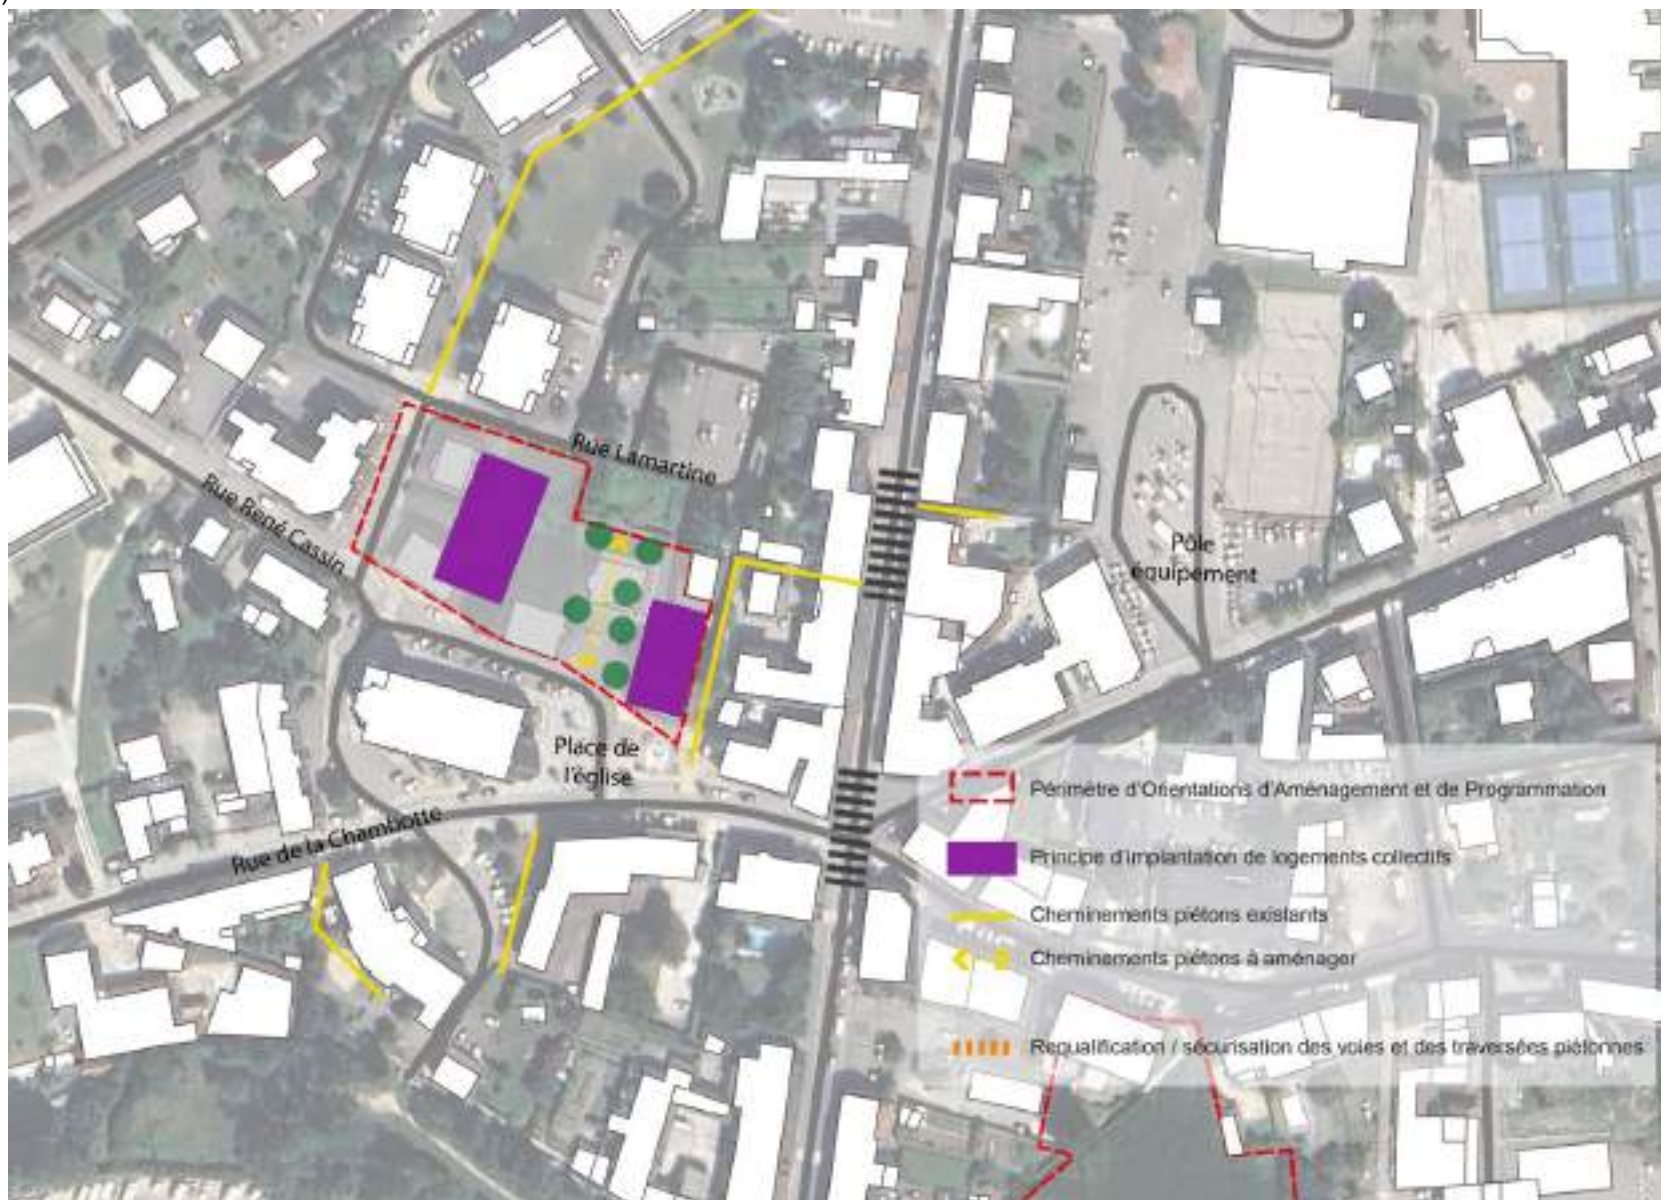 )
Rue Lamartine
Rue René Cassin
Pôle
équipement
Place de
l'église
Rue de la Chambotte
Périmètre d'Orientations d'Aménagement et de Programmation
Principe d'implantation de logements collectifs
Cheminements piétons existants
Cheminements piétons à aménager
Requalification / sécurisation des voies et des traversées piétonnes